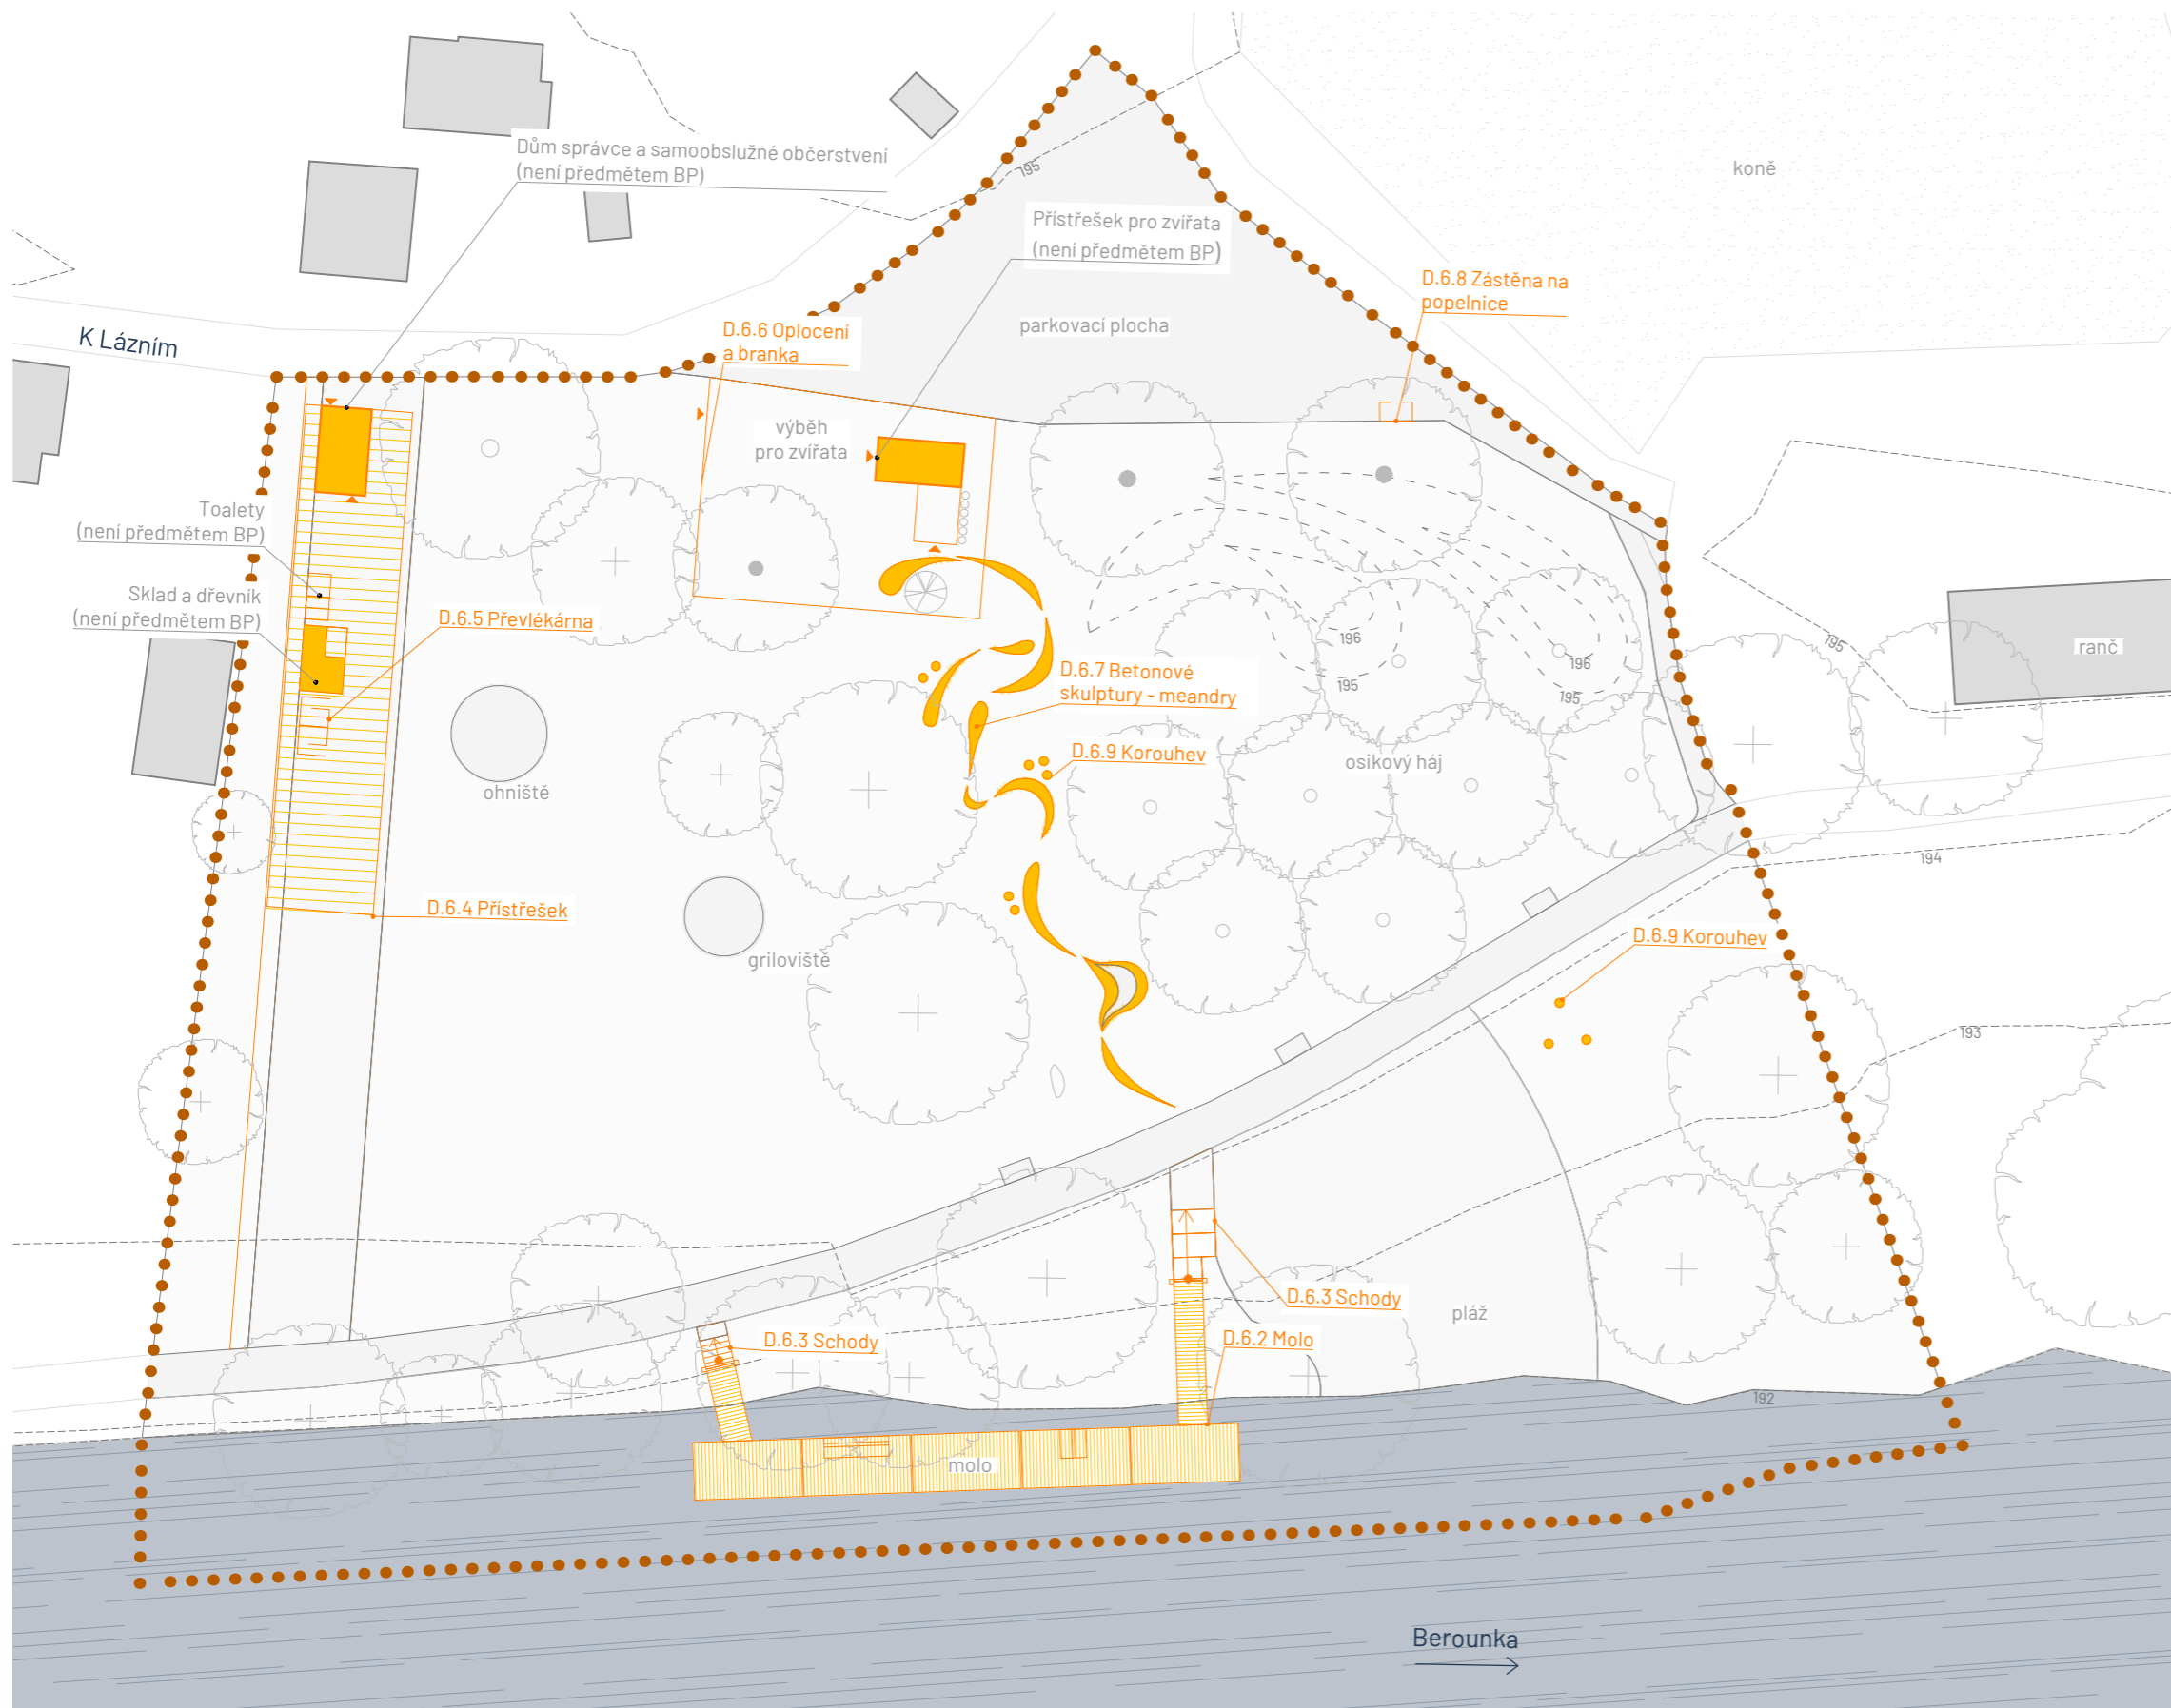 Dům správce a samoobslužné občerstvení
(není předmětem BP)
195
koně
Přístřešek pro zvířata
(není předmětem BP)
D.6.8 Zástěna na
popelnice
K Lázním
D.6.6 Oplocení
a branka
parkovací plocha
výběh
pro zvířata
Toalety
(není předmětem BP)
Sklad a dřevník
(není předmětem BP)
D.6.5 Převlékárna
196
196
195
195
195
ranč
D.6.7 Betonové
skulptury - meandry
D.6.9 Korouhev
osikový háj
ohniště
194
D.6.4 Přístřešek
D.6.9 Korouhev
griloviště
193
D.6.3 Schody
pláž
D.6.3 Schody
D.6.2 Molo
192
molo
Berounka